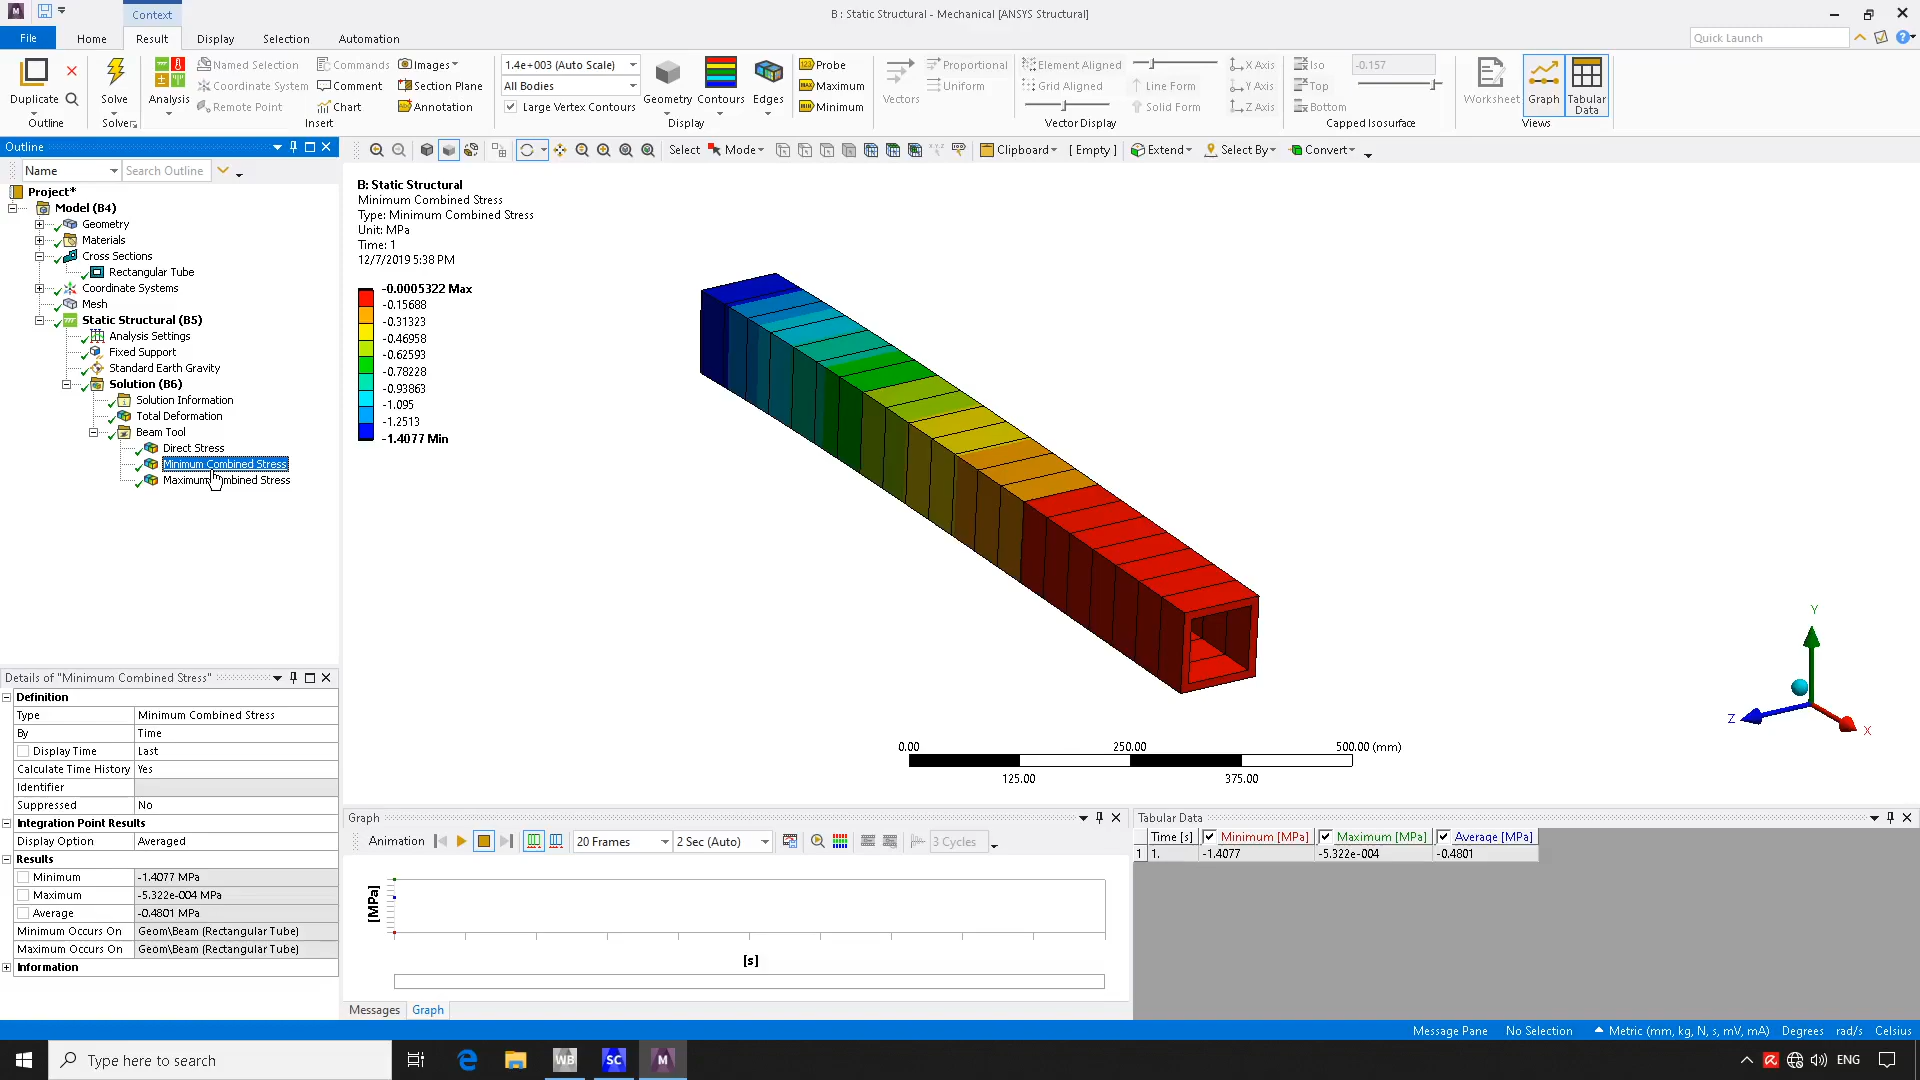 Context
B : Static Structural - Mechanical [ANSYS Structural]
File
Home
Result
Display
Selection
Automation
Quick Launch
Duplicate
Outline
Solve
Solver
Analysis
Named Selection
Coordinate System
Remote Point
Commands
Comment
Chart
Images
Section Plane
Annotation
Insert
1.4e+003 (Auto Scale)
All Bodies
Large Vertex Contours
Geometry
Contours
Edges
Display
Probe
Maximum
Minimum
Vectors
Proportional
Uniform
Element Aligned
Grid Aligned
Line Form
Solid Form
X Axis
Y Axis
Z Axis
Vector Display
Iso
Top
Bottom
-0.157
Capped Isosurface
Worksheet
Graph
Tabular Data
Views
Outline
Name
Search Outline
Select
Mode
Clipboard
[ Empty ]
Extend
Select By
Convert
Project*
Model (B4)
Geometry
Materials
Cross Sections
Rectangular Tube
Coordinate Systems
Mesh
Static Structural (B5)
Analysis Settings
Fixed Support
Standard Earth Gravity
Solution (B6)
Solution Information
Total Deformation
Beam Tool
Direct Stress
Minimum Combined Stress
Maximum Combined Stress
B: Static Structural
Minimum Combined Stress
Type: Minimum Combined Stress
Unit: MPa
Time: 1
12/7/2019 5:38 PM
-0.0005322 Max
-0.15688
-0.31323
-0.46958
-0.62593
-0.78228
-0.93863
-1.095
-1.2513
-1.4077 Min
Y
Z
X
0.00 250.00 500.00 (mm)
125.00 375.00
Details of "Minimum Combined Stress"
Definition
Type Minimum Combined Stress
By Time
Display Time Last
Calculate Time History Yes
Identifier
Suppressed No
Integration Point Results
Display Option Averaged
Results
Minimum -1.4077 MPa
Maximum -5.322e-004 MPa
Average -0.4801 MPa
Minimum Occurs On Geom\Beam (Rectangular Tube)
Maximum Occurs On Geom\Beam (Rectangular Tube)
Information
Graph
Animation
20 Frames
2 Sec (Auto)
3 Cycles
[MPa]
[s]
Messages
Graph
Tabular Data
Time [s] Minimum [MPa] Maximum [MPa] Average [MPa]
1 1. -1.4077 -5.322e-004 -0.4801
Message Pane
No Selection
Metric (mm, kg, N, s, mV, mA)
Degrees
rad/s
Celsius
Type here to search
WB
SC
M
ENG